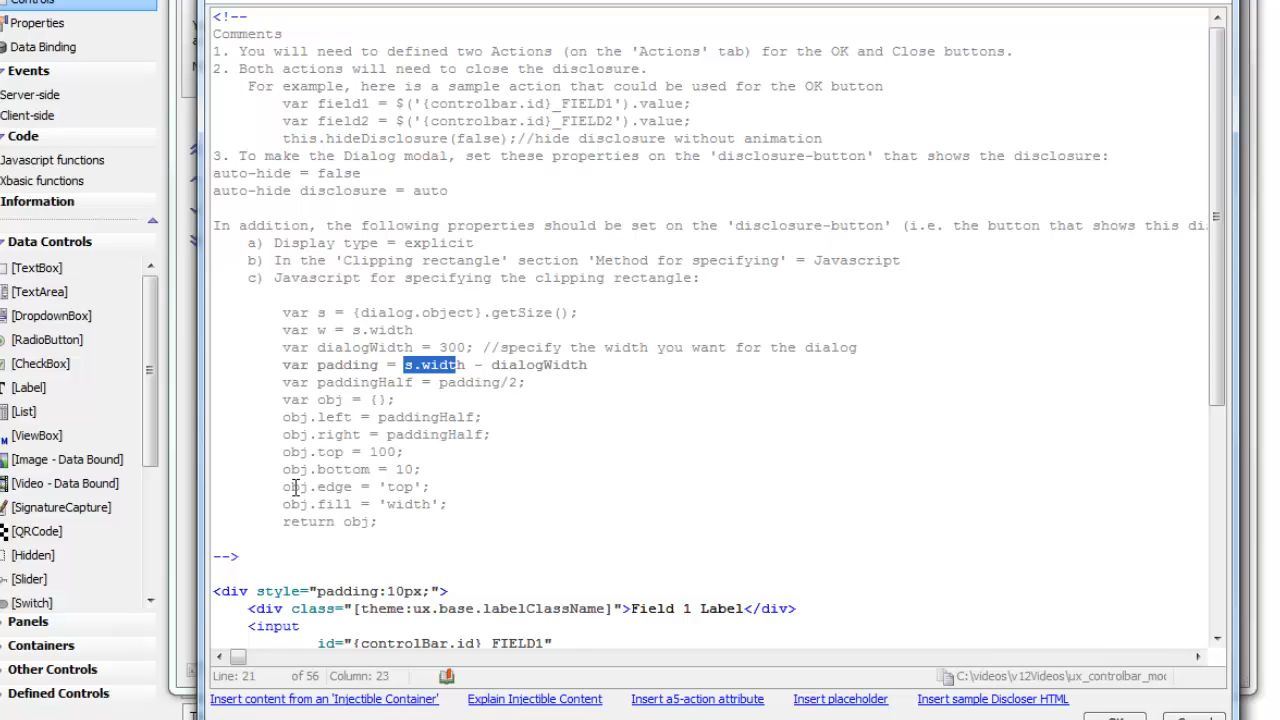 Controls
Properties
Data Binding
Events
Server-side
Client-side
Code
Javascript functions
Xbasic functions
Information
Data Controls
[TextBox]
[TextArea]
[DropdownBox]
[RadioButton]
[CheckBox]
[Label]
[List]
[ViewBox]
[Image - Data Bound]
[Video - Data Bound]
[SignatureCapture]
[QRCode]
[Hidden]
[Slider]
[Switch]
Panels
Containers
Other Controls
Defined Controls
<!--
Comments
1. You will need to defined two Actions (on the 'Actions' tab) for the OK and Close buttons.
2. Both actions will need to close the disclosure.
For example, here is a sample action that could be used for the OK button
var field1 = $('{controlbar.id}_FIELD1').value;
var field2 = $('{controlbar.id}_FIELD2').value;
this.hideDisclosure(false);//hide disclosure without animation
3. To make the Dialog modal, set these properties on the 'disclosure-button' that shows the disclosure:
auto-hide = false
auto-hide disclosure = auto
In addition, the following properties should be set on the 'disclosure-button' (i.e. the button that shows this di
a) Display type = explicit
b) In the 'Clipping rectangle' section 'Method for specifying' = Javascript
c) Javascript for specifying the clipping rectangle:
var s = {dialog.object}.getSize();
var w = s.width
var dialogWidth = 300; //specify the width you want for the dialog
var padding = s.width - dialogWidth
var paddingHalf = padding/2;
var obj = {};
obj.left = paddingHalf;
obj.right = paddingHalf;
obj.top = 100;
obj.bottom = 10;
obj.edge = 'top';
obj.fill = 'width';
return obj;
-->
<div style="padding:10px;">
<div class="[theme:ux.base.labelClassName]">Field 1 Label</div>
<input
id="{controlBar.id}_FIELD1"
Line: 21 of 56 Column: 23 C:\videos\v12Videos\ux_controlbar_mo
Insert content from an 'Injectible Container' Explain Injectible Content Insert a5-action attribute Insert placeholder Insert sample Discloser HTML